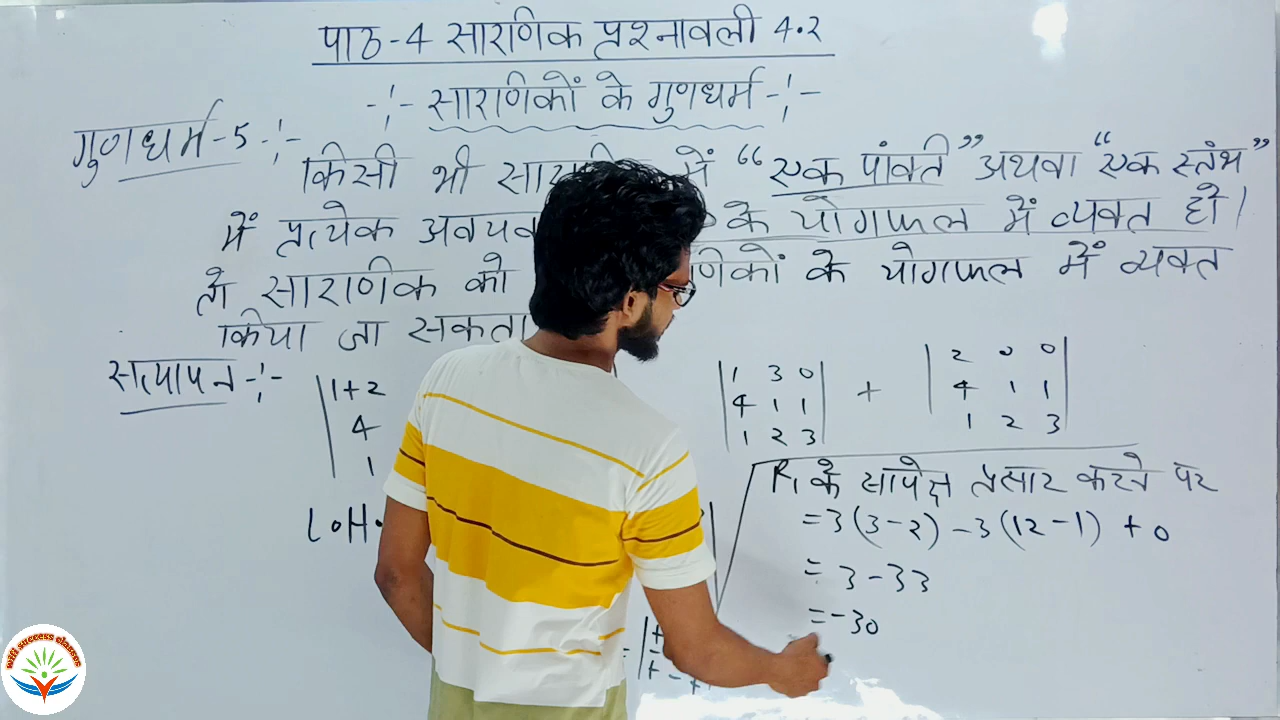 पाठ-4 सारणिक प्रश्नावली 4.2
-:- सारणिकों के गुणधर्म -:-
गुणधर्म-5 -:-
किसी भी में “एक पांक्ती” अथवा “एक स्तंभ”
में प्रत्येक अवयव के योगफल में व्यक्त हो।
तो सारणिक को के योगफल में व्यक्त
किया जा सकता
सत्यापन -:-
|1+2
4
1
|1 3 0|
|4 1 1|
|1 2 3|
+
|2 0 0|
|4 1 1|
|1 2 3|
L.H.
R₁ के सापेक्ष प्रसार करने पर
=3(3-2) -3(12-1) + 0
= 3-33
=-30
wifi success classes